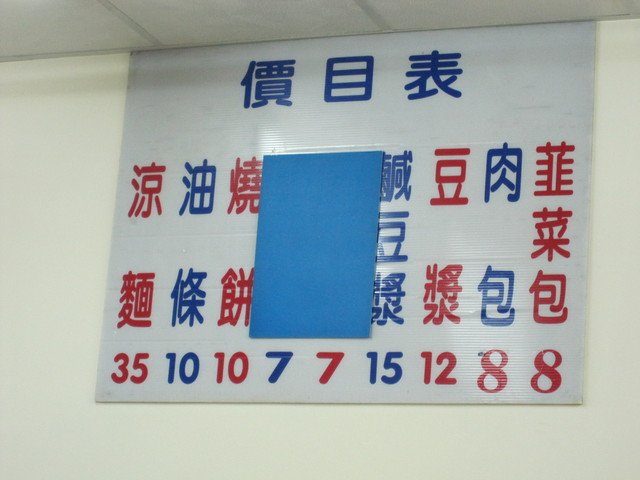 價目表
涼麵 35
油條 10
燒餅 10
7
7
鹹豆漿 15
豆漿 12
肉包 8
韭菜包 8